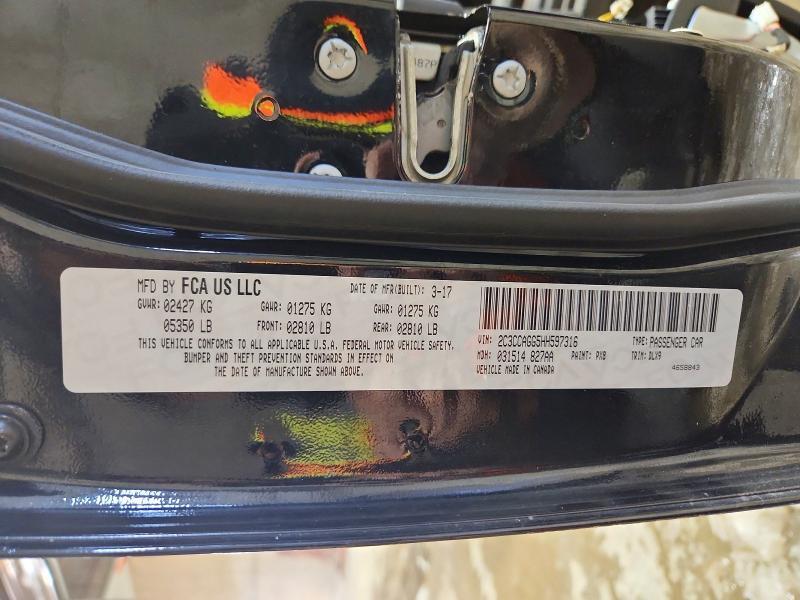 87P
MFD BY FCA US LLC DATE OF MFR(BUILT): 3-17
GVWR: 02427 KG GAWR: 01275 KG GAWR: 01275 KG
05350 LB FRONT: 02810 LB REAR: 02810 LB
THIS VEHICLE CONFORMS TO ALL APPLICABLE U.S.A. FEDERAL MOTOR VEHICLE SAFETY,
BUMPER AND THEFT PREVENTION STANDARDS IN EFFECT ON
THE DATE OF MANUFACTURE SHOWN ABOVE.
VIN: 2C3CCAGG5HH597316 TYPE: PASSENGER CAR
MDH: 031514 827AA PAINT: PX8 TRIM: DLX9
VEHICLE MADE IN CANADA 4658843